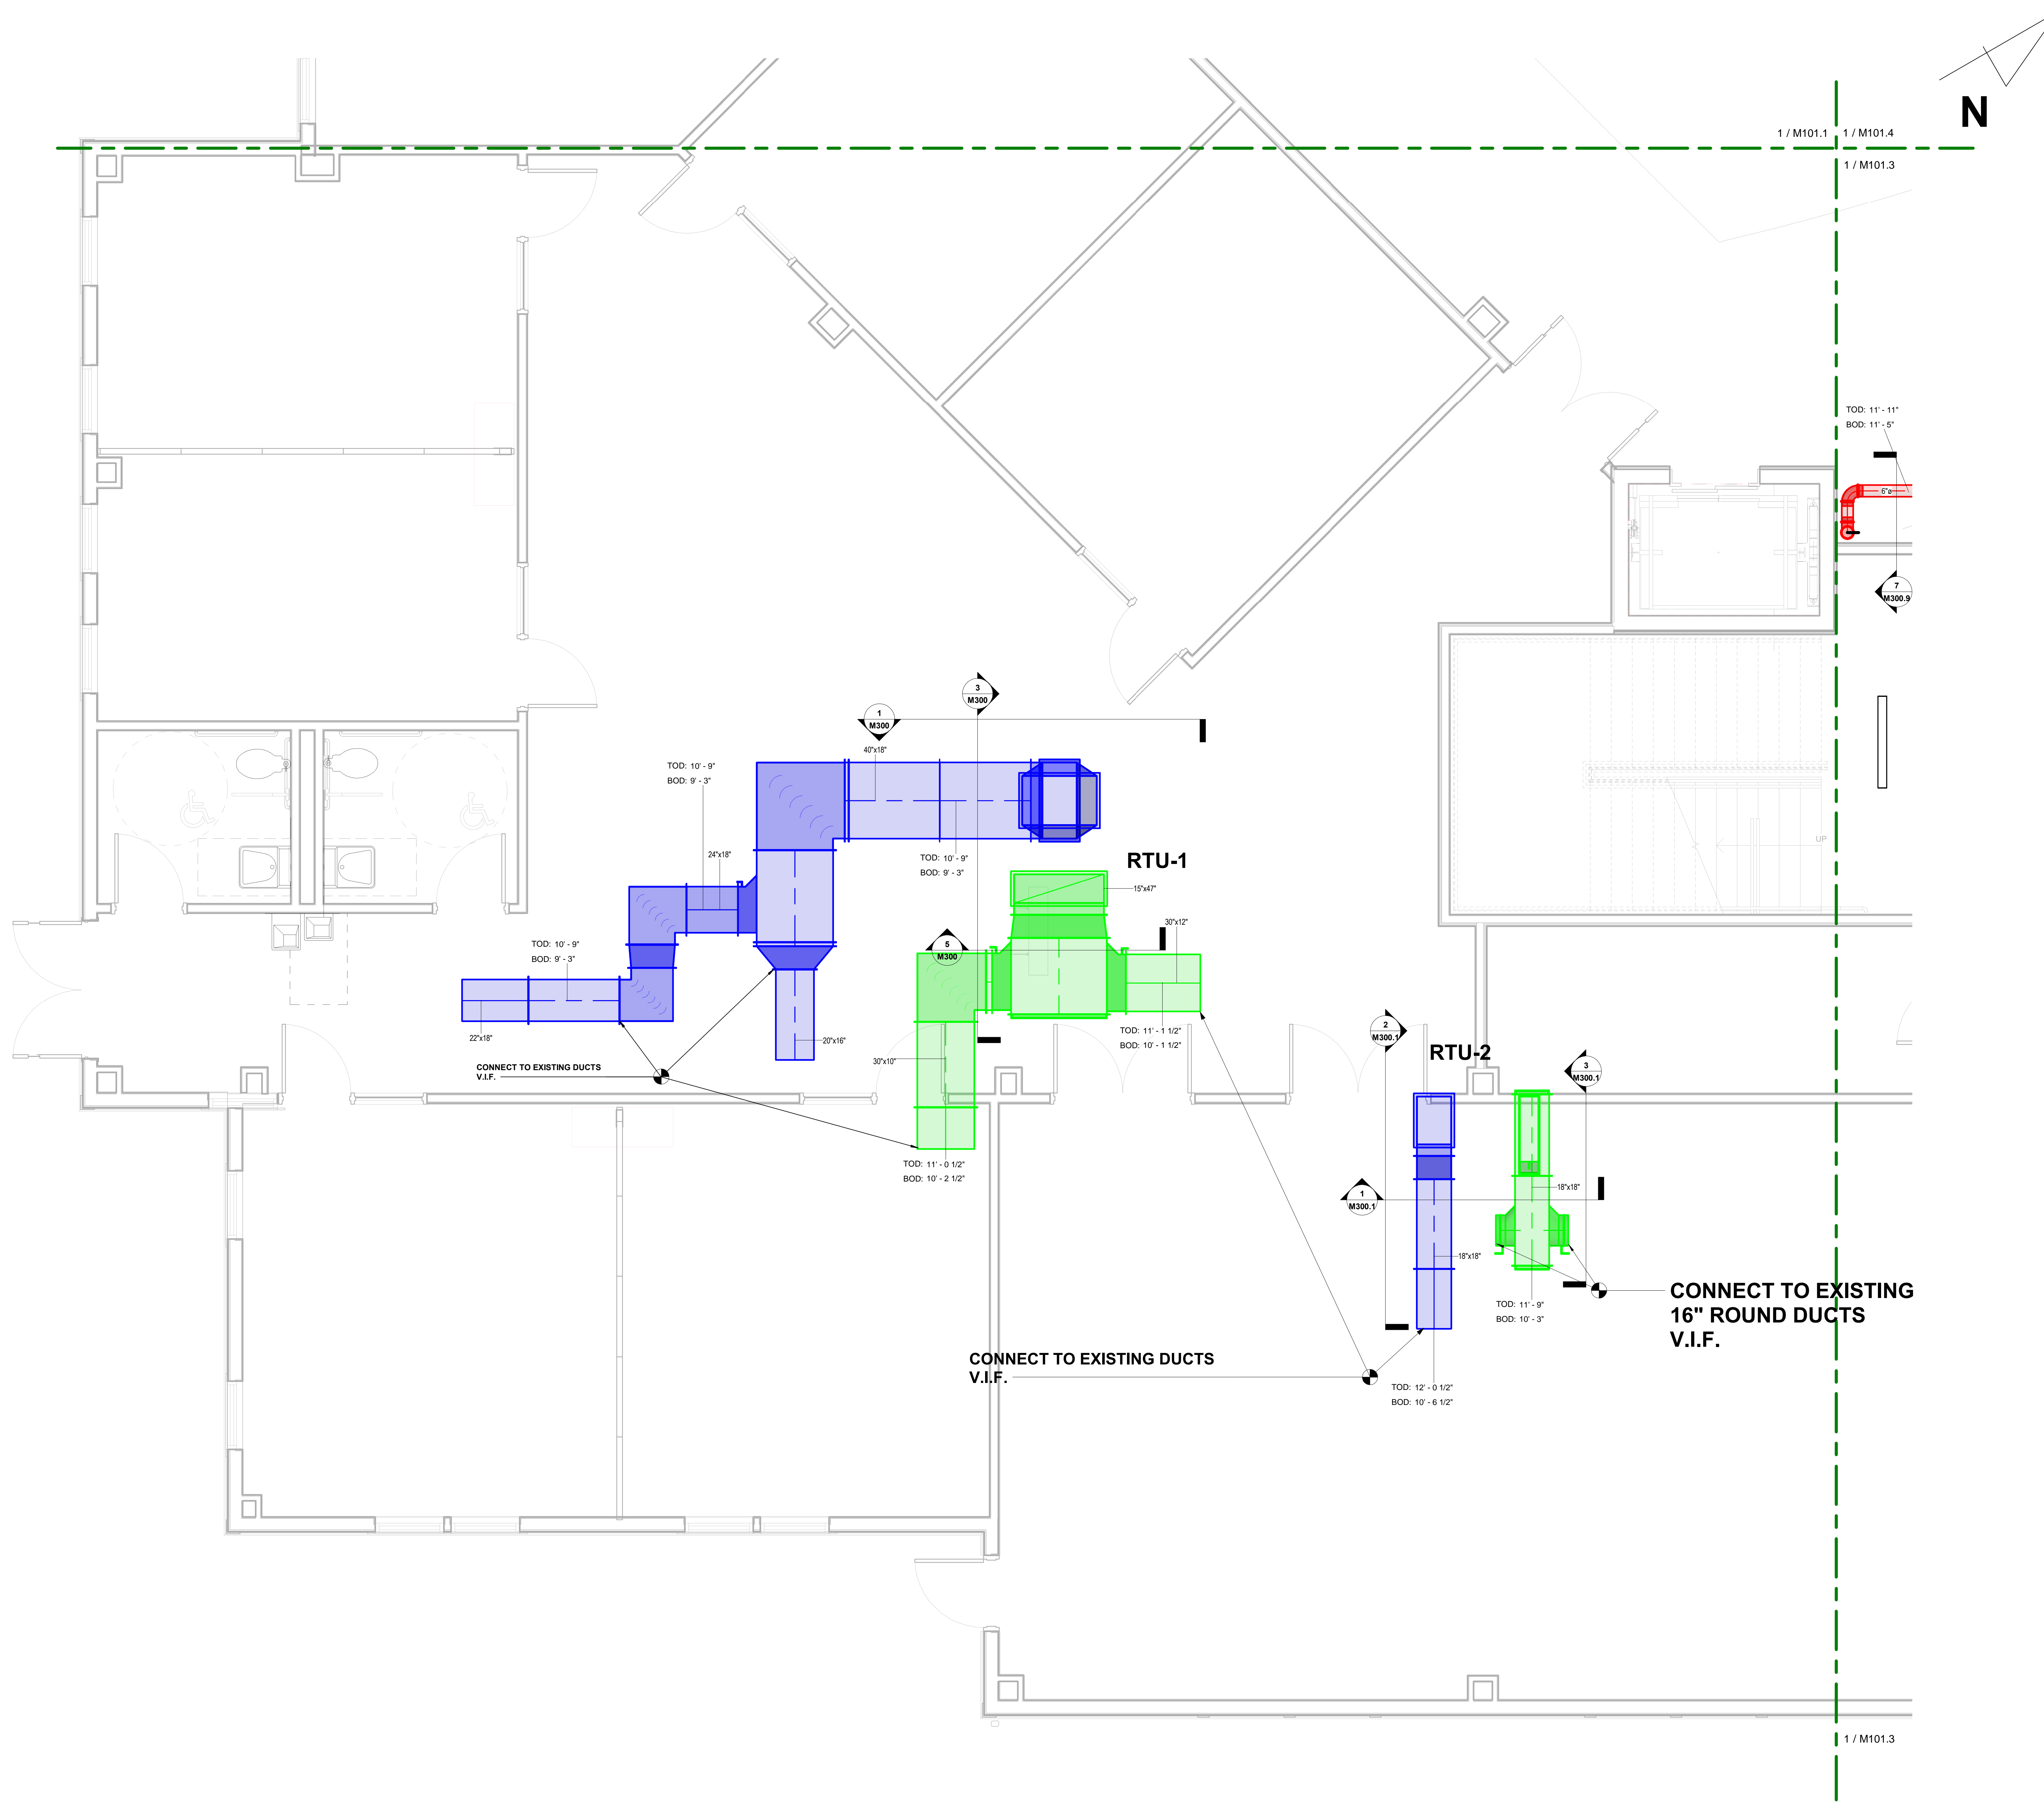 N
1 / M101.1
1 / M101.4
1 / M101.3
TOD: 11' - 11"
BOD: 11' - 5"
6"ø
7
M300.9
3
M300
1
M300
40"x18"
TOD: 10' - 9"
BOD: 9' - 3"
24"x18"
TOD: 10' - 9"
BOD: 9' - 3"
RTU-1
15"x47"
UP
30"x12"
5
M300
TOD: 10' - 9"
BOD: 9' - 3"
22"x18"
20"x16"
30"x10"
TOD: 11' - 1 1/2"
BOD: 10' - 1 1/2"
CONNECT TO EXISTING DUCTS
V.I.F.
2
M300.1
RTU-2
3
M300.1
TOD: 11' - 0 1/2"
BOD: 10' - 2 1/2"
18"x18"
1
M300.1
18"x18"
TOD: 11' - 9"
BOD: 10' - 3"
CONNECT TO EXISTING
16" ROUND DUCTS
V.I.F.
CONNECT TO EXISTING DUCTS
V.I.F.
TOD: 12' - 0 1/2"
BOD: 10' - 6 1/2"
1 / M101.3